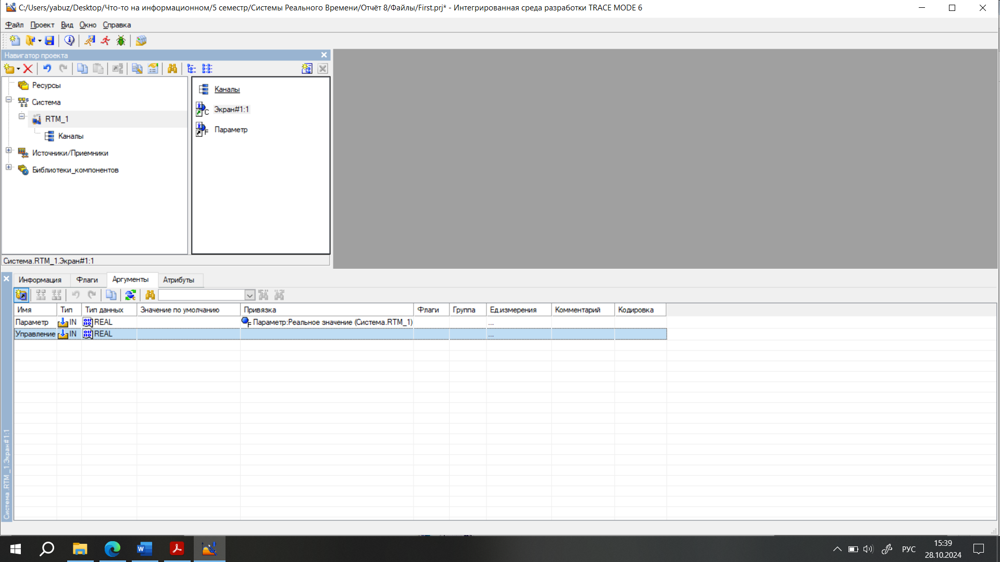 C:/Users/yabuz/Desktop/Что-то на информационном/5 семестр/Системы Реального Времени/Отчёт 8/Файлы/First.prj* - Интегрированная среда разработки TRACE MODE 6
Файл Проект Вид Окно Справка
Навигатор проекта
Ресурсы
Система
RTM_1
Каналы
Источники/Приемники
Библиотеки_компонентов
Каналы
Экран#1:1
Параметр
Система.RTM_1.Экран#1:1
Информация Флаги Аргументы Атрибуты
Имя Тип Тип данных Значение по умолчанию Привязка Флаги Группа Ед.измерения Комментарий Кодировка
Параметр IN REAL Параметр:Реальное значение (Система.RTM_1) ...
Управление IN REAL ...
Система.RTM_1.Экран#1:1
РУС
15:39
28.10.2024